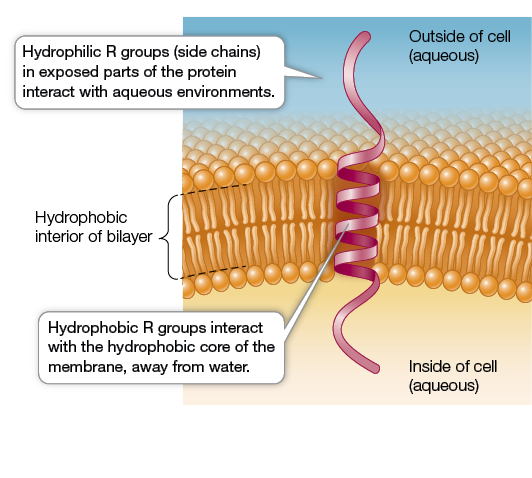 Hydrophilic R groups (side chains)
in exposed parts of the protein
interact with aqueous environments.
Outside of cell
(aqueous)
Hydrophobic
interior of bilayer
Hydrophobic R groups interact
with the hydrophobic core of the
membrane, away from water.
Inside of cell
(aqueous)